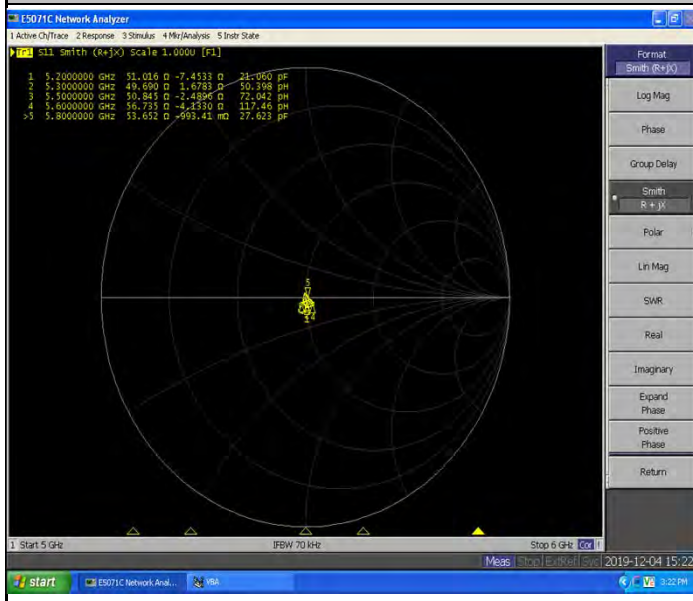 E5071C Network Analyzer
1 Active Ch/Trace 2 Response 3 Stimulus 4 Mkr/Analysis 5 Instr State
Tr1 S11 Smith (R+jX) Scale 1.000U [F1]
1 5.2000000 GHz 51.016 Ω -7.4533 Ω 21.060 pF
2 5.3000000 GHz 49.690 Ω 1.6783 Ω 50.398 pH
3 5.5000000 GHz 50.845 Ω -2.4896 Ω 72.042 pH
4 5.6000000 GHz 56.735 Ω -4.1330 Ω 117.46 pH
>5 5.8000000 GHz 53.652 Ω -993.41 mΩ 27.623 pF
5
4
Format
Smith (R+jX)
Log Mag
Phase
Group Delay
Smith
R + jX
Polar
Lin Mag
SWR
Real
Imaginary
Expand
Phase
Positive
Phase
Return
1 Start 5 GHz IFBW 70 kHz Stop 6 GHz Cor !
Meas Stop ExtRef Svc 2019-12-04 15:22
start E5071C Network Anal... VBA 3:22 PM